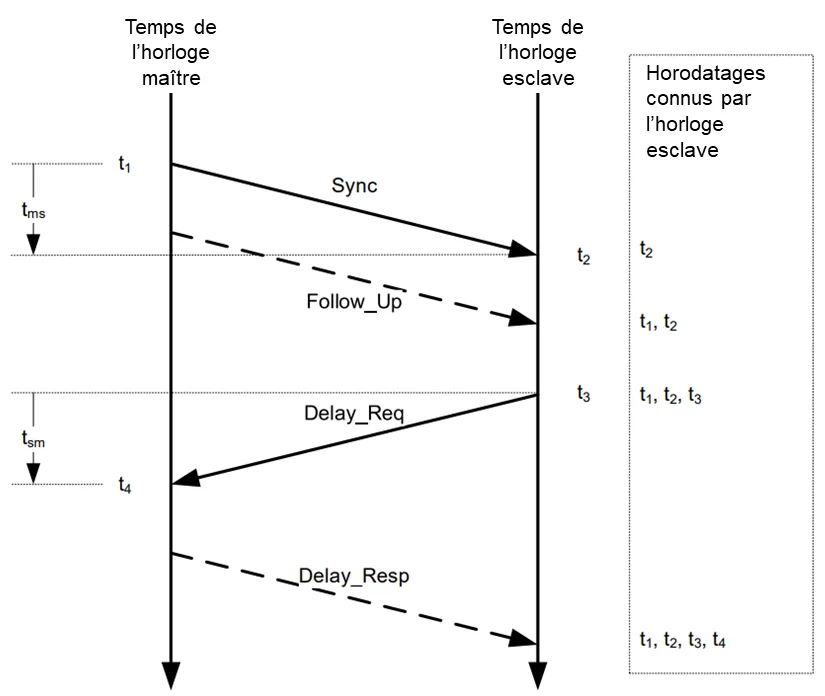 Temps de
l’horloge
maître
Temps de
l’horloge
esclave
Horodatages
connus par
l’horloge
esclave
t1
Sync
tms
t2
t2
Follow_Up
t1, t2
t3
t1, t2, t3
Delay_Req
tsm
t4
Delay_Resp
t1, t2, t3, t4